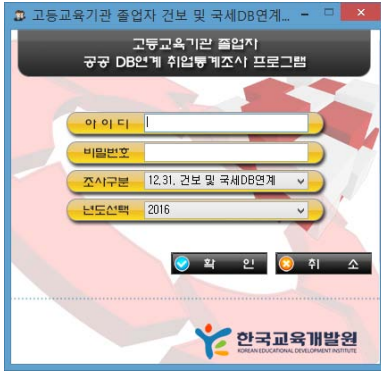 고등교육기관 졸업자 건보 및 국세DB연계...
고등교육기관 졸업자
공공 DB연계 취업통계조사 프로그램
아 이 디
비밀번호
조사구분 12.31. 건보 및 국세DB연계
년도선택 2016
확 인 취 소
한국교육개발원
KOREAN EDUCATIONAL DEVELOPMENT INSTITUTE